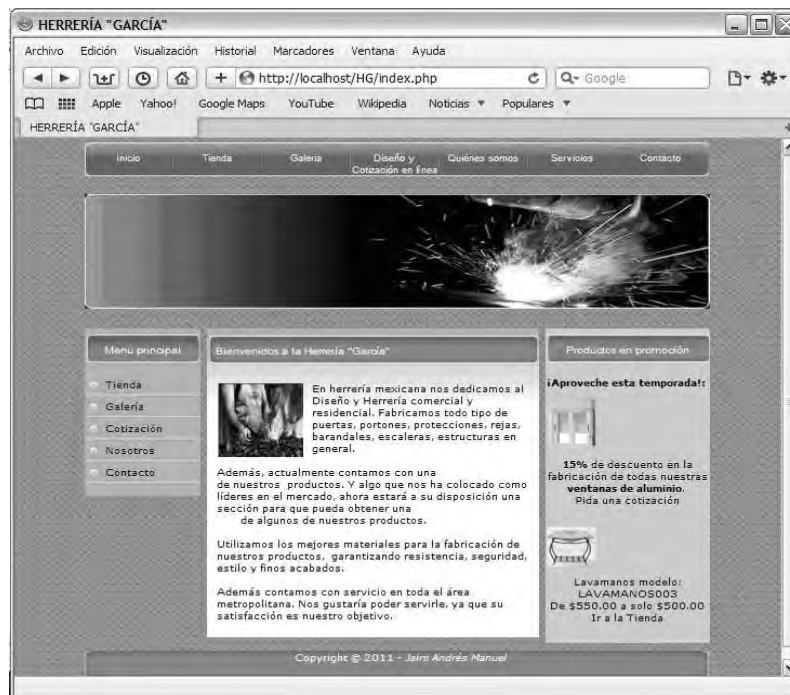 HERRERÍA "GARCÍA"
Archivo Edición Visualización Historial Marcadores Ventana Ayuda
http://localhost/HG/index.php
Google
Apple Yahoo! Google Maps YouTube Wikipedia Noticias Populares
HERRERÍA "GARCÍA"
Inicio Tienda Galería Diseño y Quiénes somos Servicios Contacto
Cotización en línea
Menu principal
Tienda
Galería
Cotización
Nosotros
Contacto
Bienvenidos a la Herrería "García"
En herrería mexicana nos dedicamos al
Diseño y Herrería comercial y
residencial. Fabricamos todo tipo de
puertas, portones, protecciones, rejas,
barandales, escaleras, estructuras en
general.
Además, actualmente contamos con una
de nuestros productos. Y algo que nos ha colocado como
líderes en el mercado, ahora estará a su disposición una
sección para que pueda obtener una
de algunos de nuestros productos.
Utilizamos los mejores materiales para la fabricación de
nuestros productos, garantizando resistencia, seguridad,
estilo y finos acabados.
Además contamos con servicio en toda el área
metropolitana. Nos gustaría poder servirle, ya que su
satisfacción es nuestro objetivo.
Productos en promoción
¡Aproveche esta temporada!:
15% de descuento en la
fabricación de todas nuestras
ventanas de aluminio.
Pida una cotización
Lavamanos modelo:
LAVAMANOS003
De $550.00 a solo $500.00
Ir a la Tienda
Copyright © 2011 - Jairo Andrés Manuel